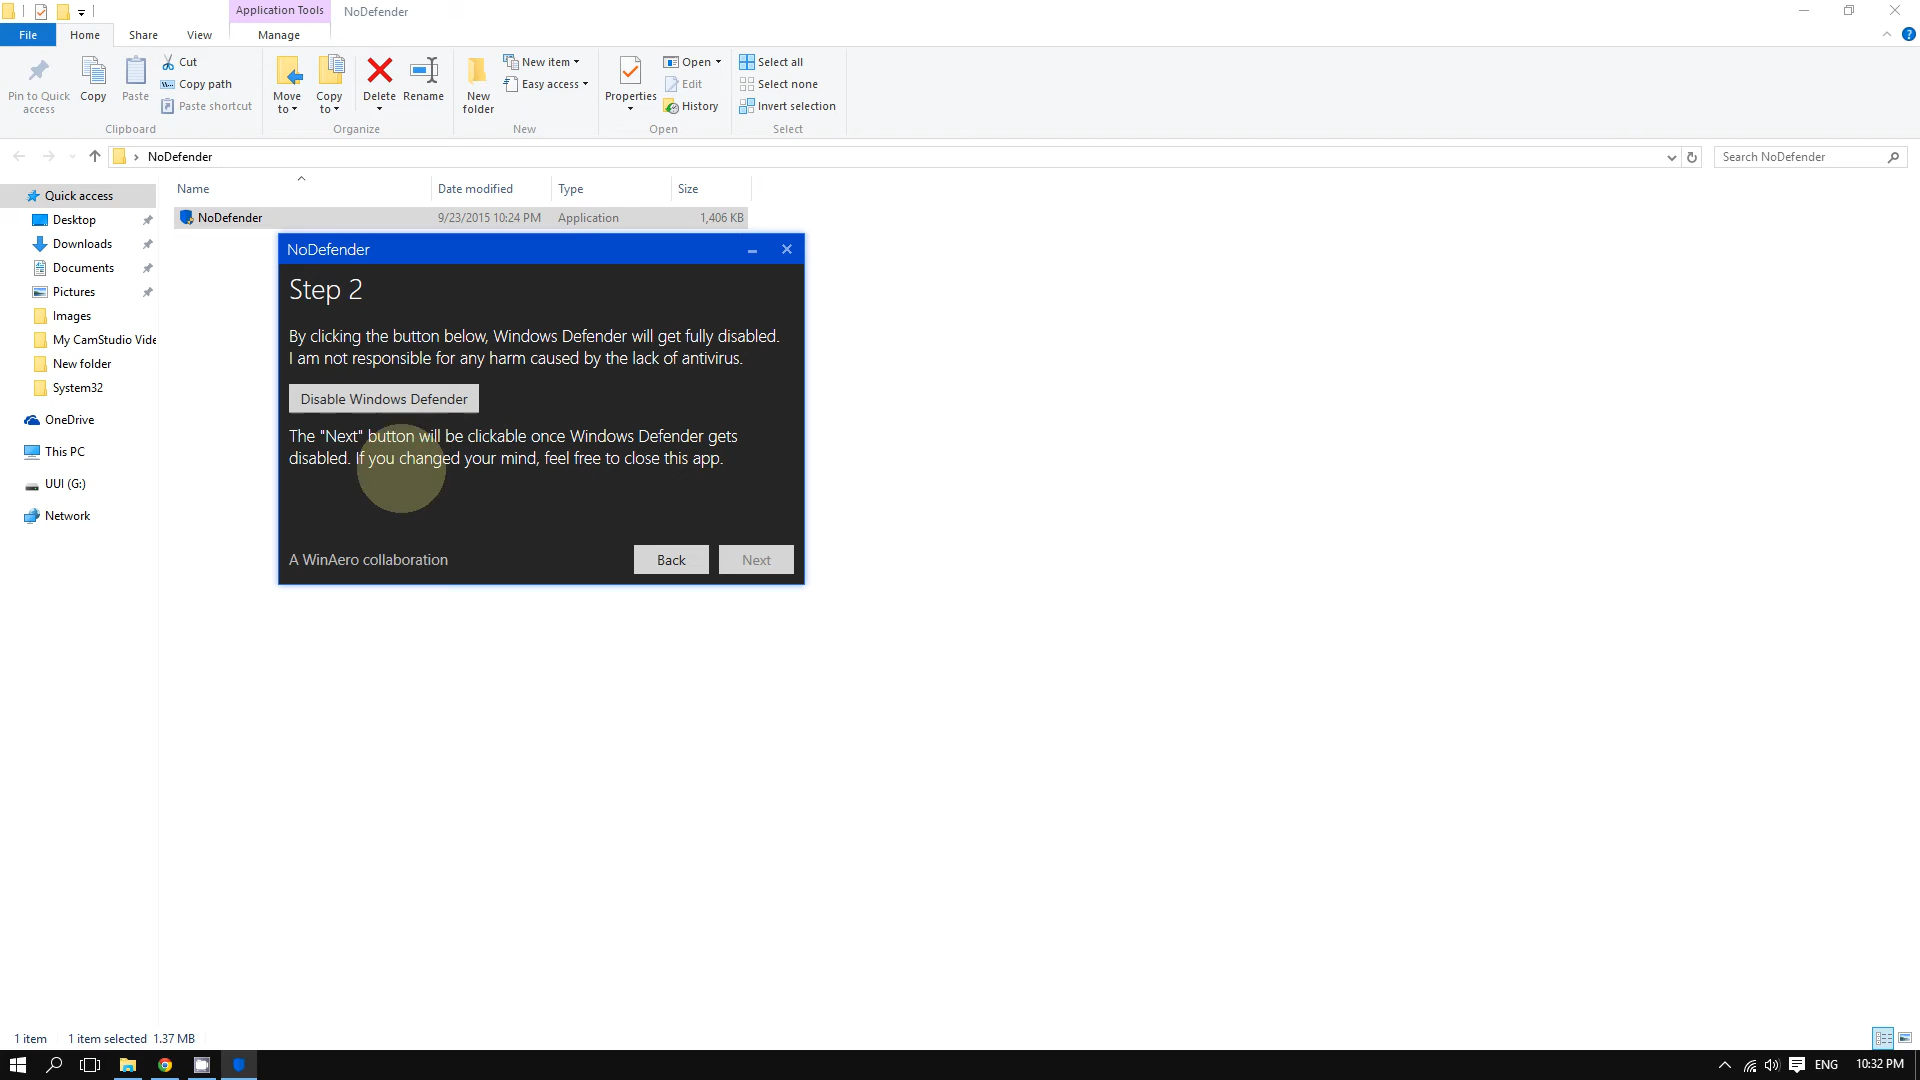 Application Tools
NoDefender
File
Home
Share
View
Manage
Pin to Quick access
Copy
Paste
Cut
Copy path
Paste shortcut
Clipboard
Move to
Copy to
Delete
Rename
Organize
New folder
New item
Easy access
New
Properties
Open
Edit
History
Open
Select all
Select none
Invert selection
Select
NoDefender
Search NoDefender
Name
Date modified
Type
Size
NoDefender
9/23/2015 10:24 PM
Application
1,406 KB
Quick access
Desktop
Downloads
Documents
Pictures
Images
My CamStudio Vide
New folder
System32
OneDrive
This PC
UUI (G:)
Network
NoDefender
Step 2
By clicking the button below, Windows Defender will get fully disabled.
I am not responsible for any harm caused by the lack of antivirus.
Disable Windows Defender
The "Next" button will be clickable once Windows Defender gets
disabled. If you changed your mind, feel free to close this app.
A WinAero collaboration
Back
Next
1 item
1 item selected 1.37 MB
ENG
10:32 PM